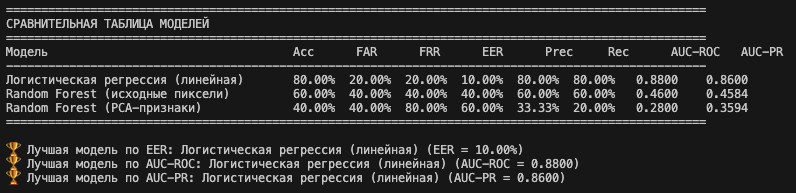 ==========================================================================================
СРАВНИТЕЛЬНАЯ ТАБЛИЦА МОДЕЛЕЙ
==========================================================================================
Модель Acc FAR FRR EER Prec Rec AUC-ROC AUC-PR
------------------------------------------------------------------------------------------
Логистическая регрессия (линейная) 80.00% 20.00% 20.00% 10.00% 80.00% 80.00% 0.8800 0.8600
Random Forest (исходные пиксели) 60.00% 40.00% 40.00% 40.00% 60.00% 60.00% 0.4600 0.4584
Random Forest (PCA-признаки) 40.00% 40.00% 80.00% 60.00% 33.33% 20.00% 0.2800 0.3594
==========================================================================================
🏆 Лучшая модель по EER: Логистическая регрессия (линейная) (EER = 10.00%)
🏆 Лучшая модель по AUC-ROC: Логистическая регрессия (линейная) (AUC-ROC = 0.8800)
🏆 Лучшая модель по AUC-PR: Логистическая регрессия (линейная) (AUC-PR = 0.8600)